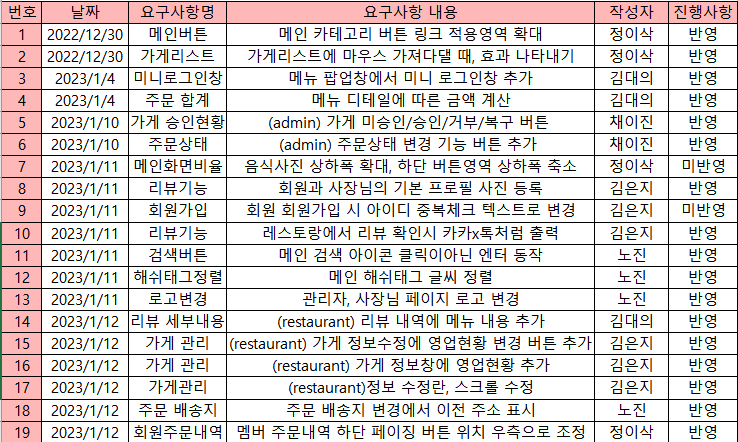 번호 날짜 요구사항명 요구사항 내용 작성자 진행사항
1 2022/12/30 메인버튼 메인 카테고리 버튼 링크 적용영역 확대 정이삭 반영
2 2022/12/30 가게리스트 가게리스트에 마우스 가져다댈 때, 효과 나타내기 정이삭 반영
3 2023/1/4 미니로그인창 메뉴 팝업창에서 미니 로그인창 추가 김대의 반영
4 2023/1/4 주문 합계 메뉴 디테일에 따른 금액 계산 김대의 반영
5 2023/1/10 가게 승인현황 (admin) 가게 미승인/승인/거부/복구 버튼 채이진 반영
6 2023/1/10 주문상태 (admin) 주문상태 변경 기능 버튼 추가 채이진 반영
7 2023/1/11 메인화면비율 음식사진 상하폭 확대, 하단 버튼영역 상하폭 축소 정이삭 미반영
8 2023/1/11 리뷰기능 회원과 사장님의 기본 프로필 사진 등록 김은지 반영
9 2023/1/11 회원가입 회원 회원가입 시 아이디 중복체크 텍스트로 변경 김은지 미반영
10 2023/1/11 리뷰기능 레스토랑에서 리뷰 확인시 카카x톡처럼 출력 김은지 반영
11 2023/1/11 검색버튼 메인 검색 아이콘 클릭이아닌 엔터 동작 노진 반영
12 2023/1/11 해쉬태그정렬 메인 해쉬태그 글씨 정렬 노진 반영
13 2023/1/11 로고변경 관리자, 사장님 페이지 로고 변경 노진 반영
14 2023/1/12 리뷰 세부내용 (restaurant) 리뷰 내역에 메뉴 내용 추가 김대의 반영
15 2023/1/12 가게 관리 (restaurant) 가게 정보수정에 영업현황 변경 버튼 추가 김은지 반영
16 2023/1/12 가게 관리 (restaurant) 가게 정보창에 영업현황 추가 김은지 반영
17 2023/1/12 가게관리 (restaurant)정보 수정란, 스크롤 수정 김은지 반영
18 2023/1/12 주문 배송지 주문 배송지 변경에서 이전 주소 표시 노진 반영
19 2023/1/12 회원주문내역 멤버 주문내역 하단 페이징 버튼 위치 우측으로 조정 정이삭 반영